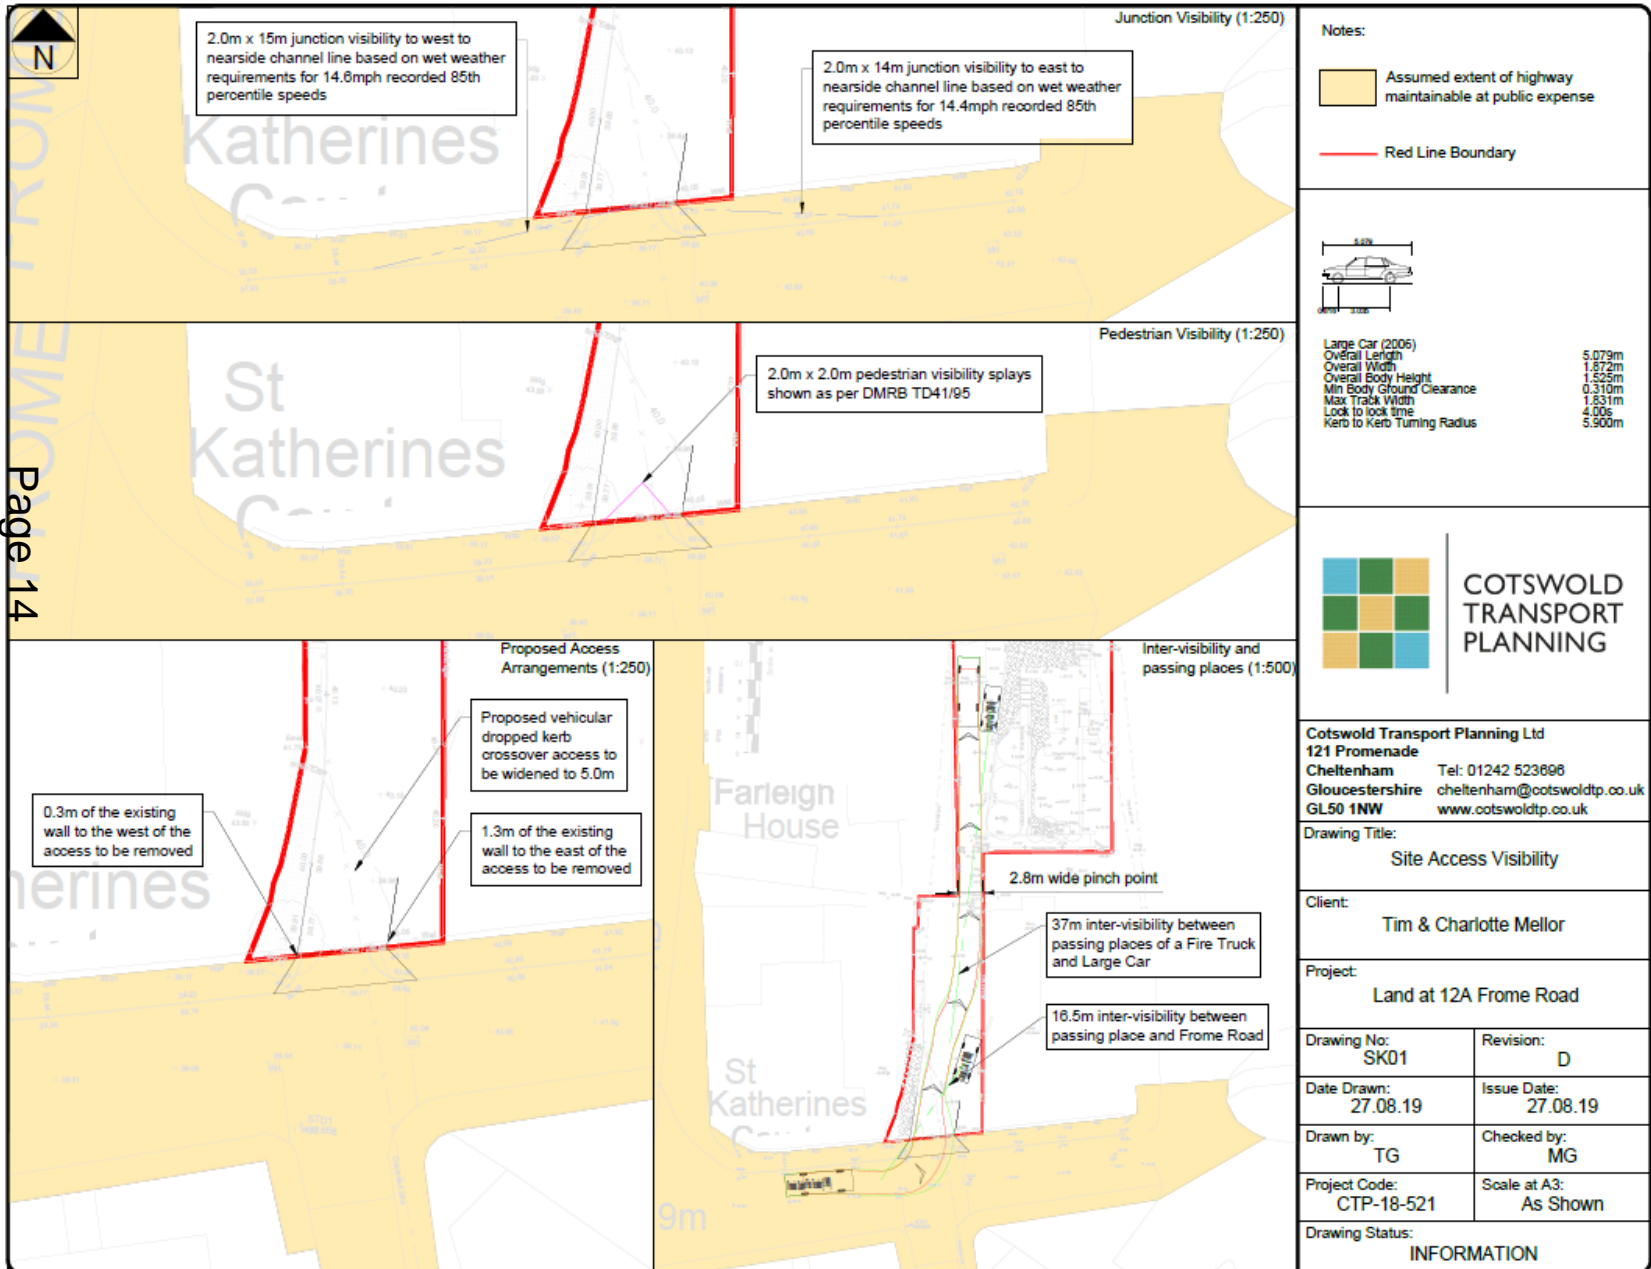 N
Junction Visibility (1:250)
2.0m x 15m junction visibility to west to
nearside channel line based on wet weather
requirements for 14.6mph recorded 85th
percentile speeds
2.0m x 14m junction visibility to east to
nearside channel line based on wet weather
requirements for 14.4mph recorded 85th
percentile speeds
Katherines
Pedestrian Visibility (1:250)
2.0m x 2.0m pedestrian visibility splays
shown as per DMRB TD41/95
St
Katherines
Page 14
Proposed Access
Arrangements (1:250)
Proposed vehicular
dropped kerb
crossover access to
be widened to 5.0m
0.3m of the existing
wall to the west of the
access to be removed
1.3m of the existing
wall to the east of the
access to be removed
herines
Inter-visibility and
passing places (1:500)
Farleigh
House
2.8m wide pinch point
37m inter-visibility between
passing places of a Fire Truck
and Large Car
16.5m inter-visibility between
passing place and Frome Road
St
Katherines
9m
Notes:
Assumed extent of highway
maintainable at public expense
Red Line Boundary
5.079
Large Car (2006)
Overall Length 5.079m
Overall Width 1.872m
Overall Body Height 1.525m
Min Body Ground Clearance 0.310m
Max Track Width 1.831m
Lock to lock time 4.00s
Kerb to Kerb Turning Radius 5.900m
COTSWOLD
TRANSPORT
PLANNING
Cotswold Transport Planning Ltd
121 Promenade
Cheltenham Tel: 01242 523696
Gloucestershire cheltenham@cotswoldtp.co.uk
GL50 1NW www.cotswoldtp.co.uk
Drawing Title:
Site Access Visibility
Client:
Tim & Charlotte Mellor
Project:
Land at 12A Frome Road
Drawing No: Revision:
SK01 D
Date Drawn: Issue Date:
27.08.19 27.08.19
Drawn by: Checked by:
TG MG
Project Code: Scale at A3:
CTP-18-521 As Shown
Drawing Status:
INFORMATION